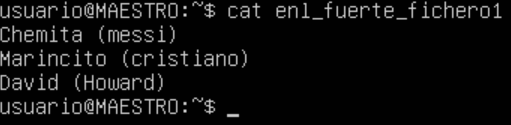 usuario@MAESTRO:~$ cat enl_fuerte_fichero1
Chemita (messi)
Marincito (cristiano)
David (Howard)
usuario@MAESTRO:~$ _